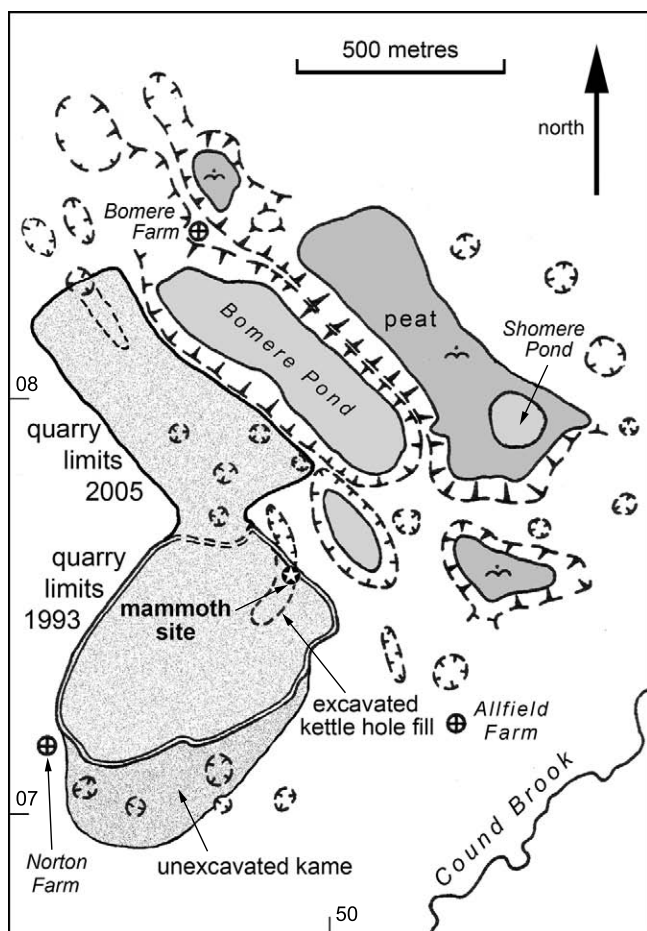 500 metres
north
Bomere
Farm
Bomere Pond
peat
Shomere
Pond
08
quarry
limits
2005
quarry
limits
1993
mammoth
site
excavated
kettle hole fill
Allfield
Farm
07
Norton
Farm
unexcavated kame
Cound Brook
50